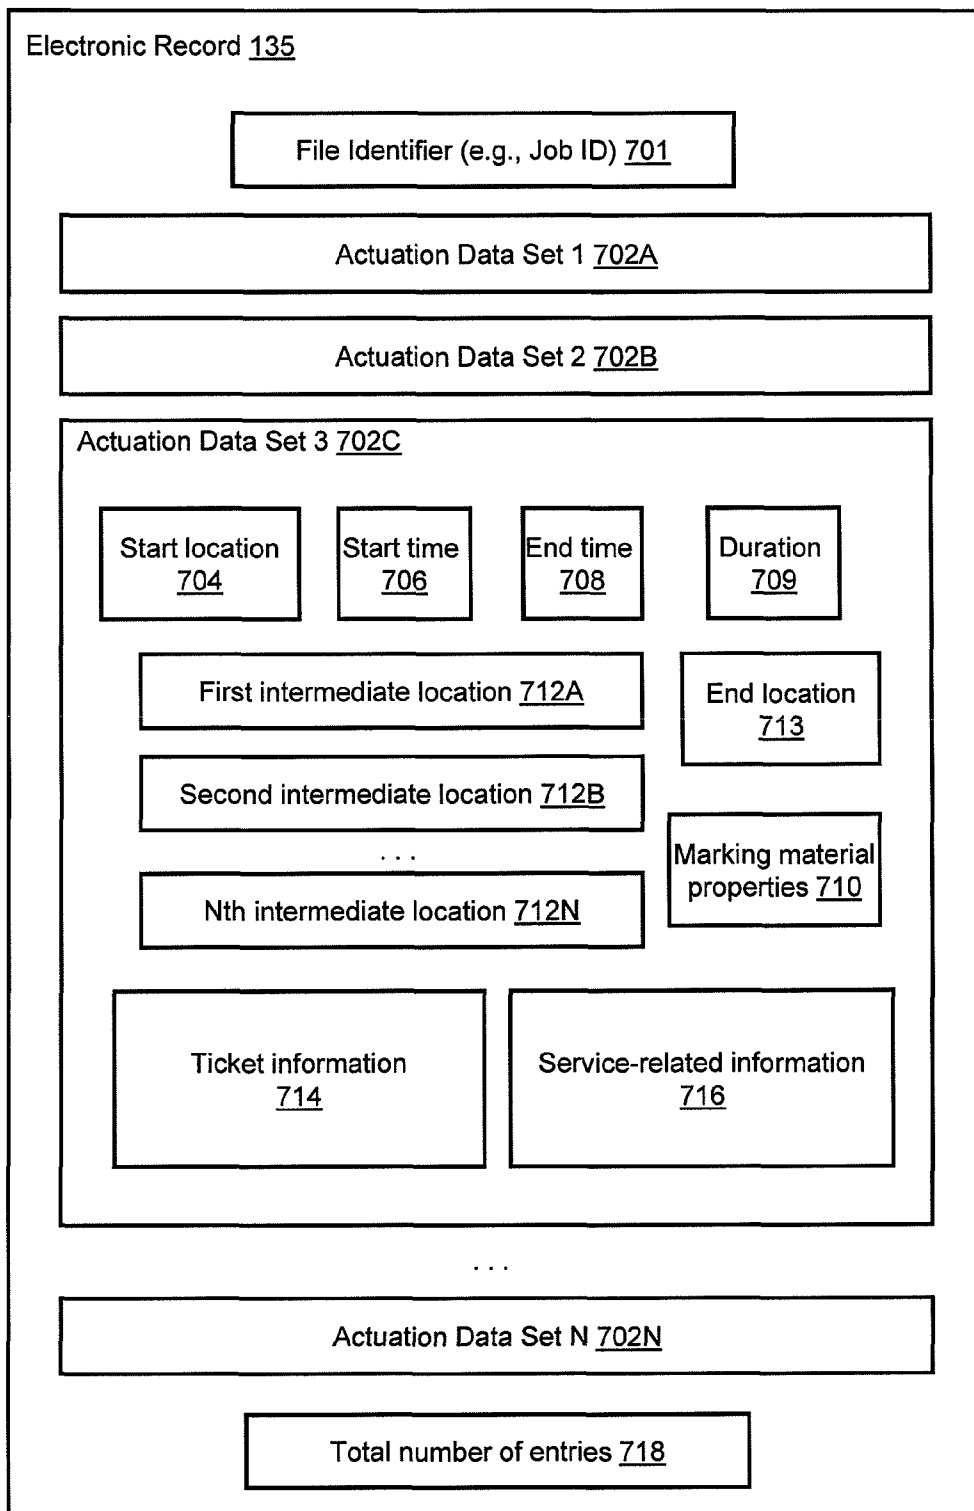 Electronic Record 135
File Identifier (e.g., Job ID) 701
Actuation Data Set 1 702A
Actuation Data Set 2 702B
Actuation Data Set 3 702C
Start location
704
Start time
706
End time
708
Duration
709
First intermediate location 712A
End location
713
Second intermediate location 712B
. . .
Marking material
properties 710
Nth intermediate location 712N
Ticket information
714
Service-related information
716
. . .
Actuation Data Set N 702N
Total number of entries 718